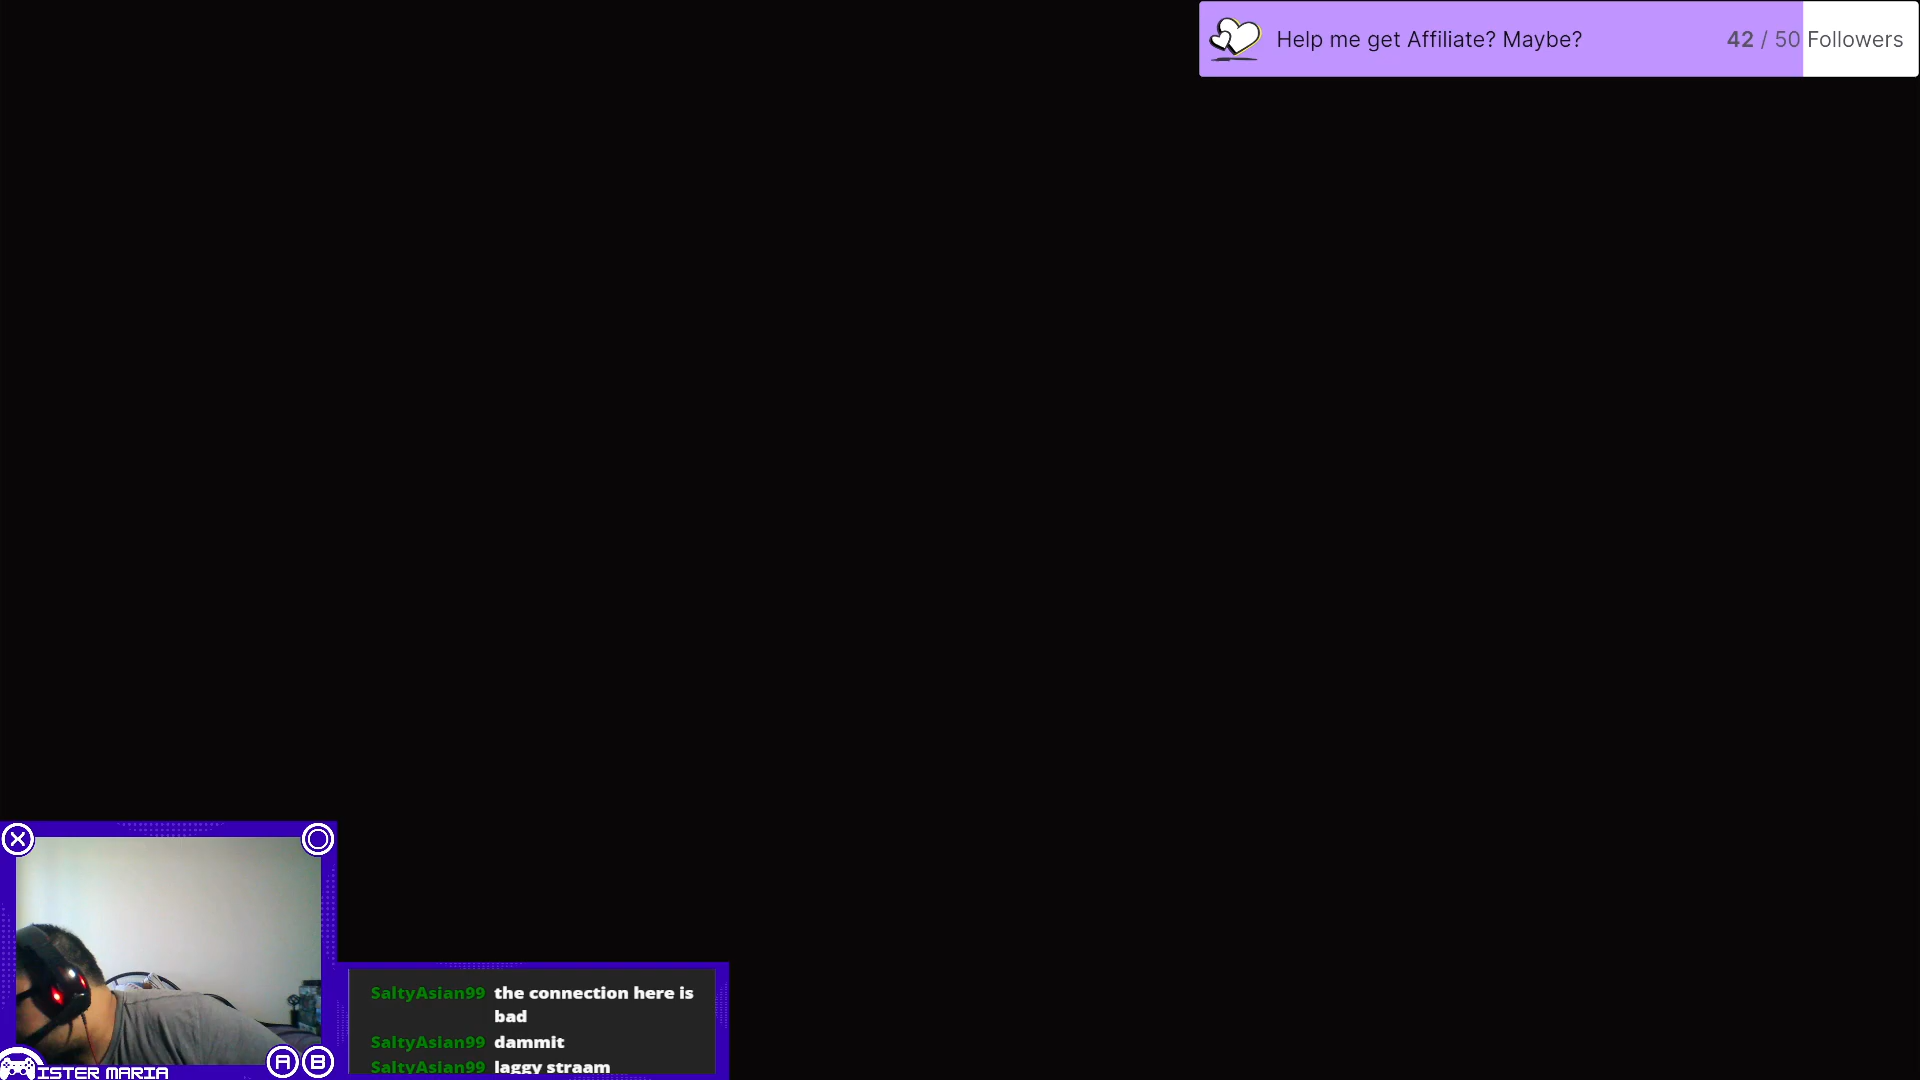 Help me get Affiliate? Maybe?
42 / 50 Followers
SaltyAsian99 the connection here is
bad
SaltyAsian99 dammit
SaltyAsian99 laggy straam
A B
ISTER MARIA